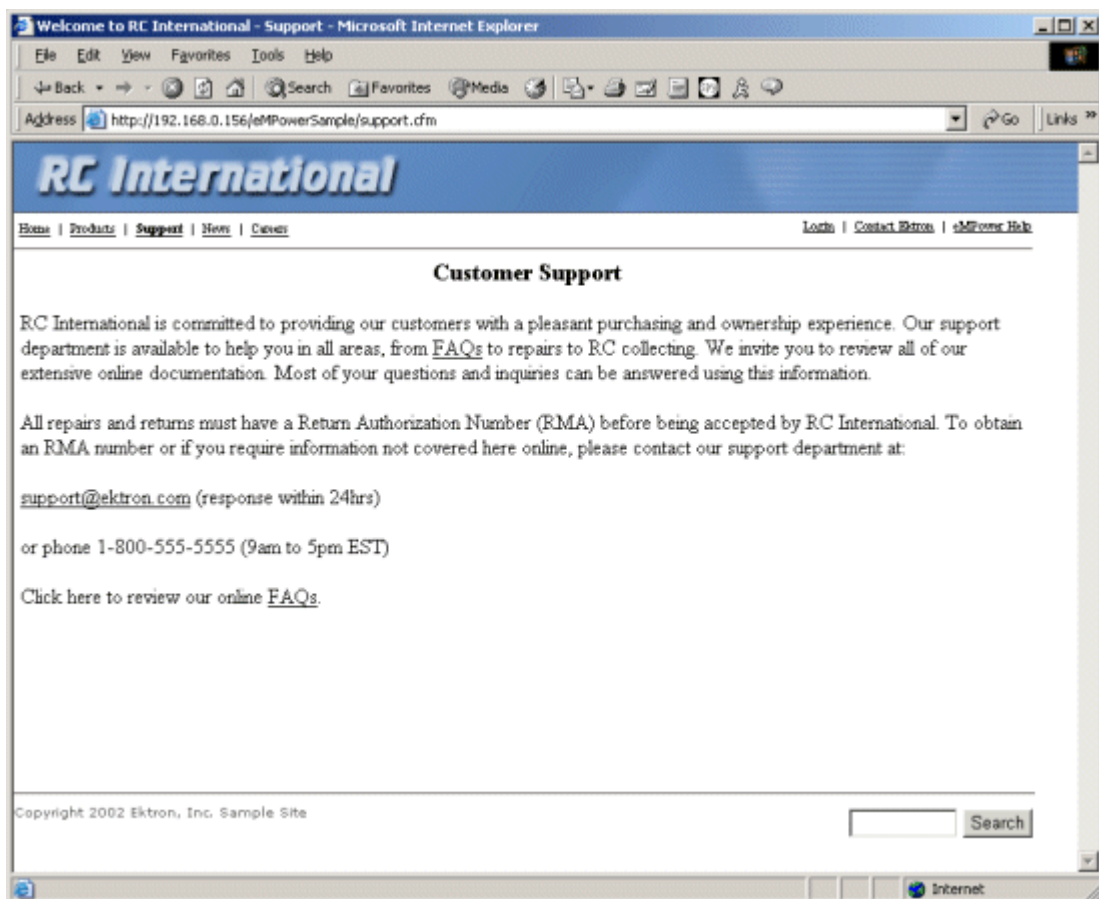 Welcome to RC International - Support - Microsoft Internet Explorer
File Edit View Favorites Tools Help
Back Search Favorites Media
Address http://192.168.0.156/eMPowerSample/support.cfm Go Links »
RC International
Home | Products | Support | News | Careers Login | Contact Ektron | eMPower Help
Customer Support
RC International is committed to providing our customers with a pleasant purchasing and ownership experience. Our support
department is available to help you in all areas, from FAQs to repairs to RC collecting. We invite you to review all of our
extensive online documentation. Most of your questions and inquiries can be answered using this information.
All repairs and returns must have a Return Authorization Number (RMA) before being accepted by RC International. To obtain
an RMA number or if you require information not covered here online, please contact our support department at:
support@ektron.com (response within 24hrs)
or phone 1-800-555-5555 (9am to 5pm EST)
Click here to review our online FAQs.
Copyright 2002 Ektron, Inc. Sample Site
Search
Internet